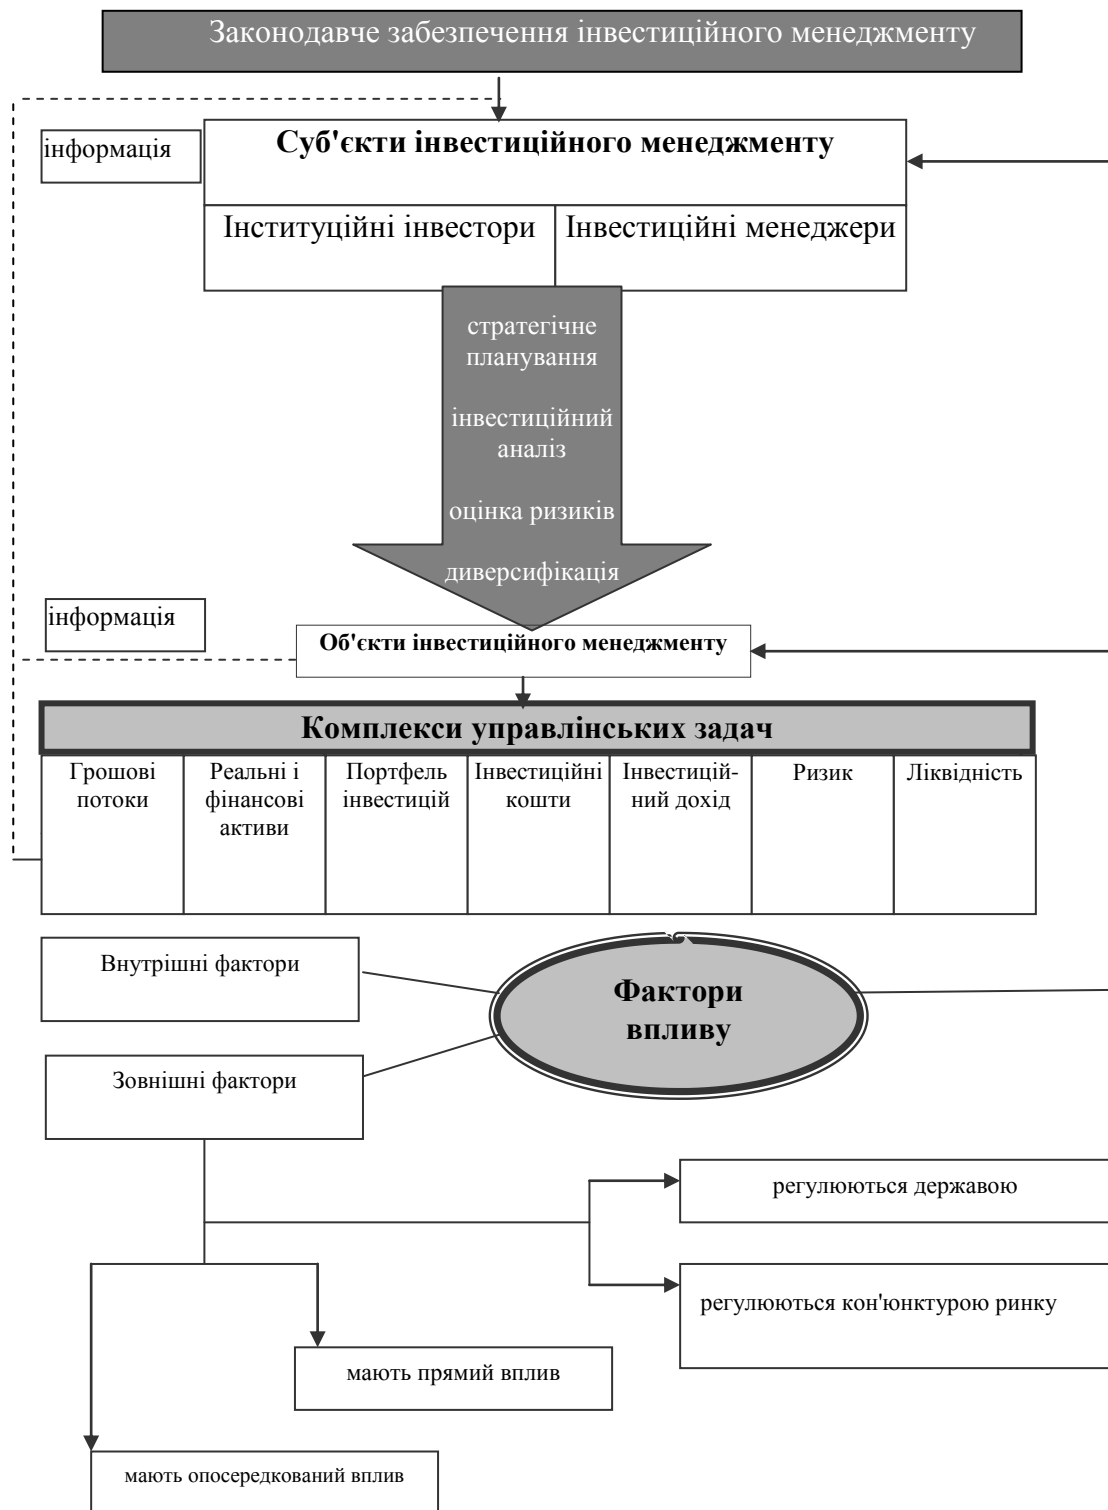 Законодавче забезпечення інвестиційного менеджменту
інформація
Суб'єкти інвестиційного менеджменту
Інституційні інвестори
Інвестиційні менеджери
стратегічне
планування
інвестиційний
аналіз
оцінка ризиків
диверсифікація
інформація
Об'єкти інвестиційного менеджменту
Комплекси управлінських задач
Грошові
потоки
Реальні і
фінансові
активи
Портфель
інвестицій
Інвестиційні
кошти
Інвестицій-
ний дохід
Ризик
Ліквідність
Внутрішні фактори
Фактори
впливу
Зовнішні фактори
регулюються державою
регулюються кон'юнктурою ринку
мають прямий вплив
мають опосередкований вплив